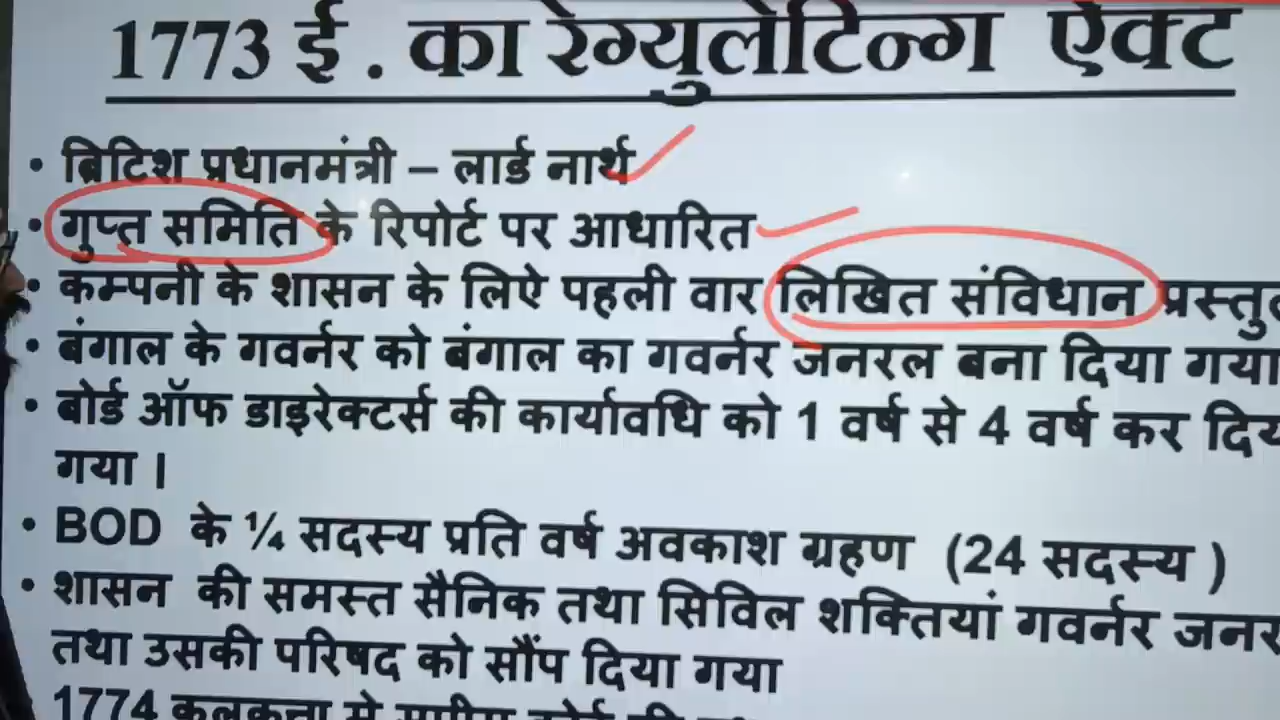 1773 ई . का रेग्युलेटिन्ग ऐक्ट
• ब्रिटिश प्रधानमंत्री – लार्ड नार्थ
• गुप्त समिति के रिपोर्ट पर आधारित
• कम्पनी के शासन के लिऐ पहली वार लिखित संविधान
• बंगाल के गवर्नर को बंगाल का गवर्नर जनरल बना दिया गया
• बोर्ड ऑफ डाइरेक्टर्स की कार्यावधि को 1 वर्ष से 4 वर्ष कर
गया ।
• BOD के ¼ सदस्य प्रति वर्ष अवकाश ग्रहण (24 सदस्य )
• शासन की समस्त सैनिक तथा सिविल शक्तियां गवर्नर
तथा उसकी परिषद को सौंप दिया गया
1774